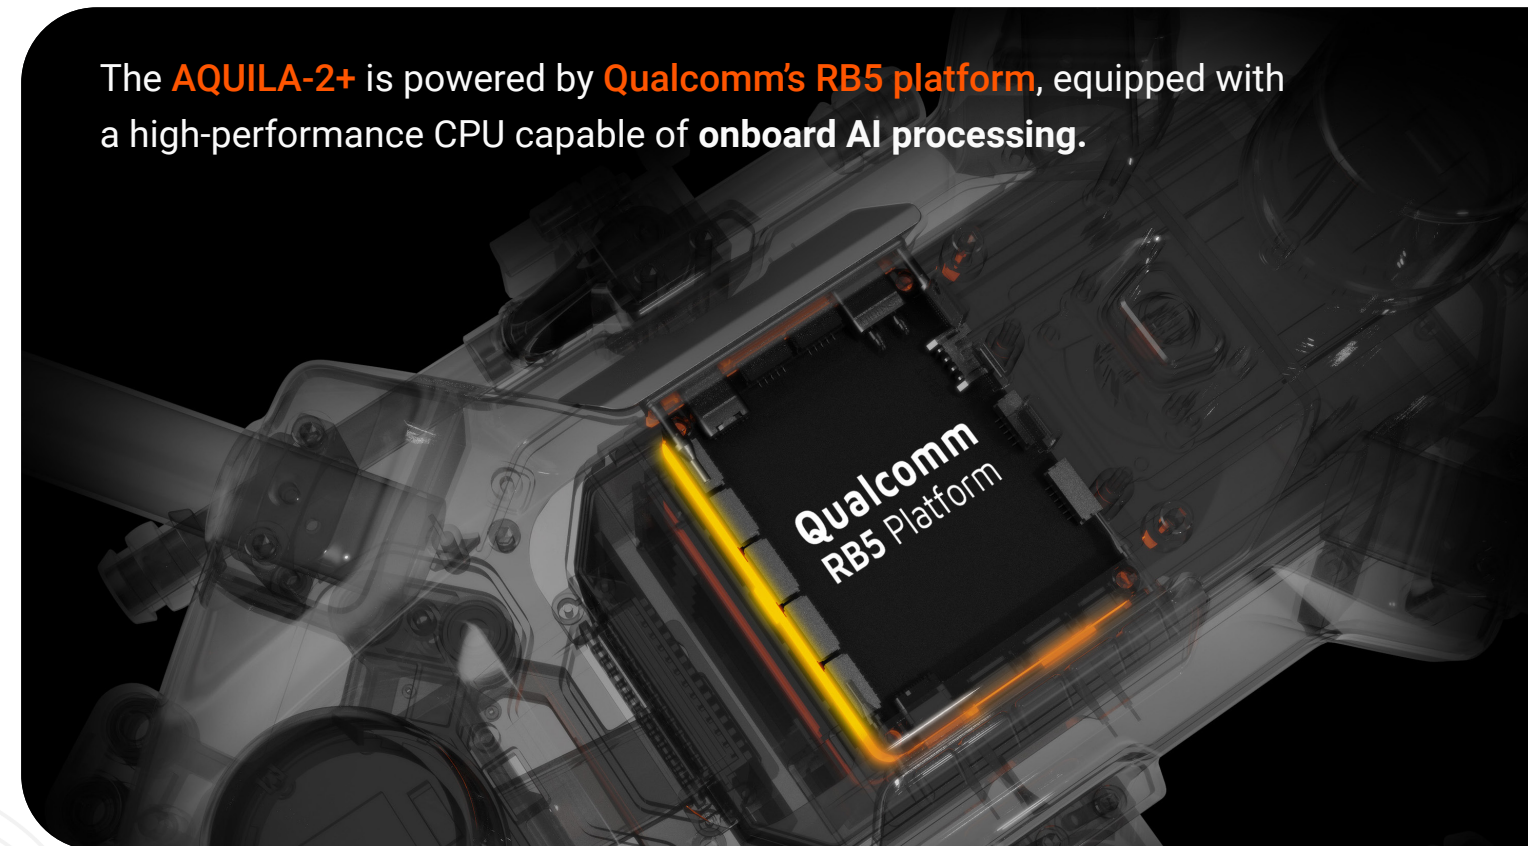 The AQUILA-2+ is powered by Qualcomm’s RB5 platform, equipped with
a high-performance CPU capable of onboard AI processing.
Qualcomm
RB5 Platform